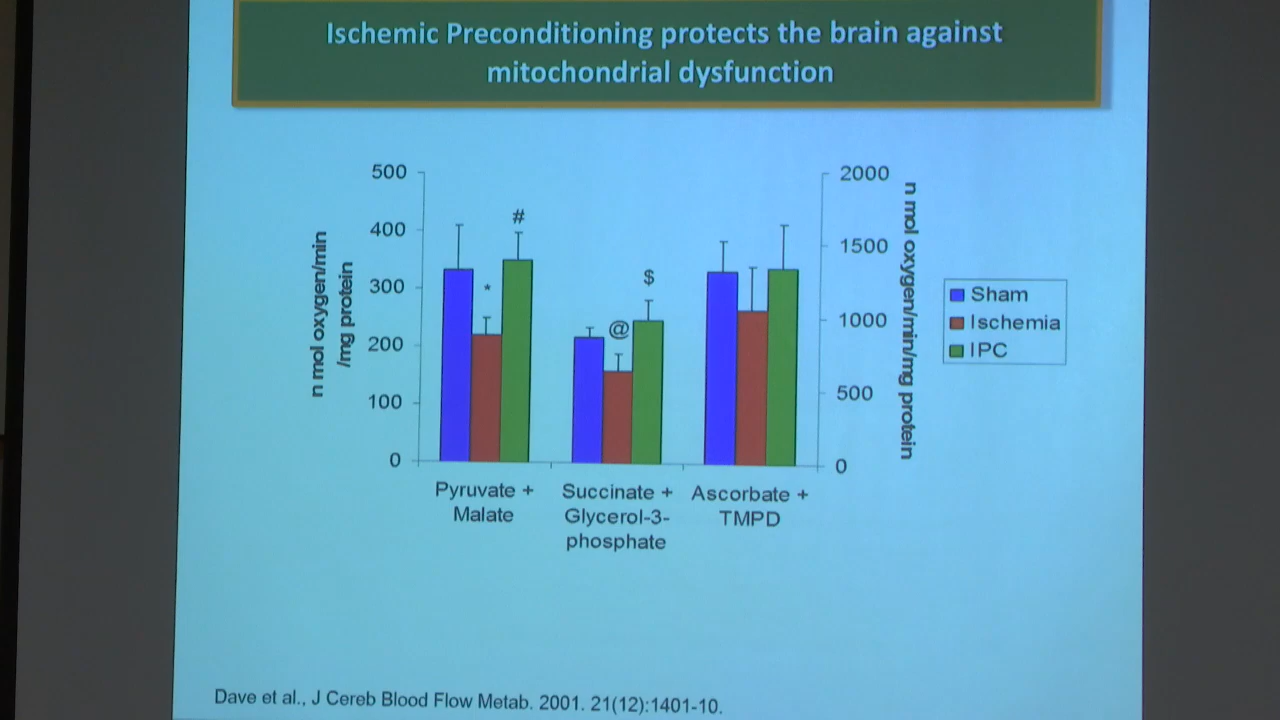 Ischemic Preconditioning protects the brain against
mitochondrial dysfunction
n mol oxygen/min
/mg protein
500
400
300
200
100
0
#
*
@
$
2000
1500
1000
500
0
n mol oxygen/min/mg protein
Sham
Ischemia
IPC
Pyruvate +
Malate
Succinate +
Glycerol-3-
phosphate
Ascorbate +
TMPD
Dave et al., J Cereb Blood Flow Metab. 2001. 21(12):1401-10.